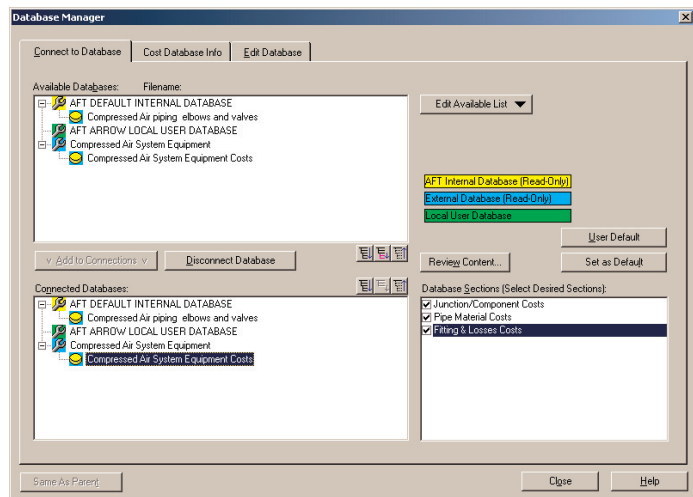 Database Manager
Connect to Database Cost Database Info Edit Database
Available Databases: Filename:
AFT DEFAULT INTERNAL DATABASE
Compressed Air piping elbows and valves
AFT ARROW LOCAL USER DATABASE
Compressed Air System Equipment
Compressed Air System Equipment Costs
Edit Available List
AFT Internal Database (Read-Only)
External Database (Read-Only)
Local User Database
User Default
v Add to Connections v Disconnect Database
Review Content... Set as Default
Connected Databases:
AFT DEFAULT INTERNAL DATABASE
Compressed Air piping elbows and valves
AFT ARROW LOCAL USER DATABASE
Compressed Air System Equipment
Compressed Air System Equipment Costs
Database Sections (Select Desired Sections):
Junction/Component Costs
Pipe Material Costs
Fitting & Losses Costs
Same As Parent Close Help